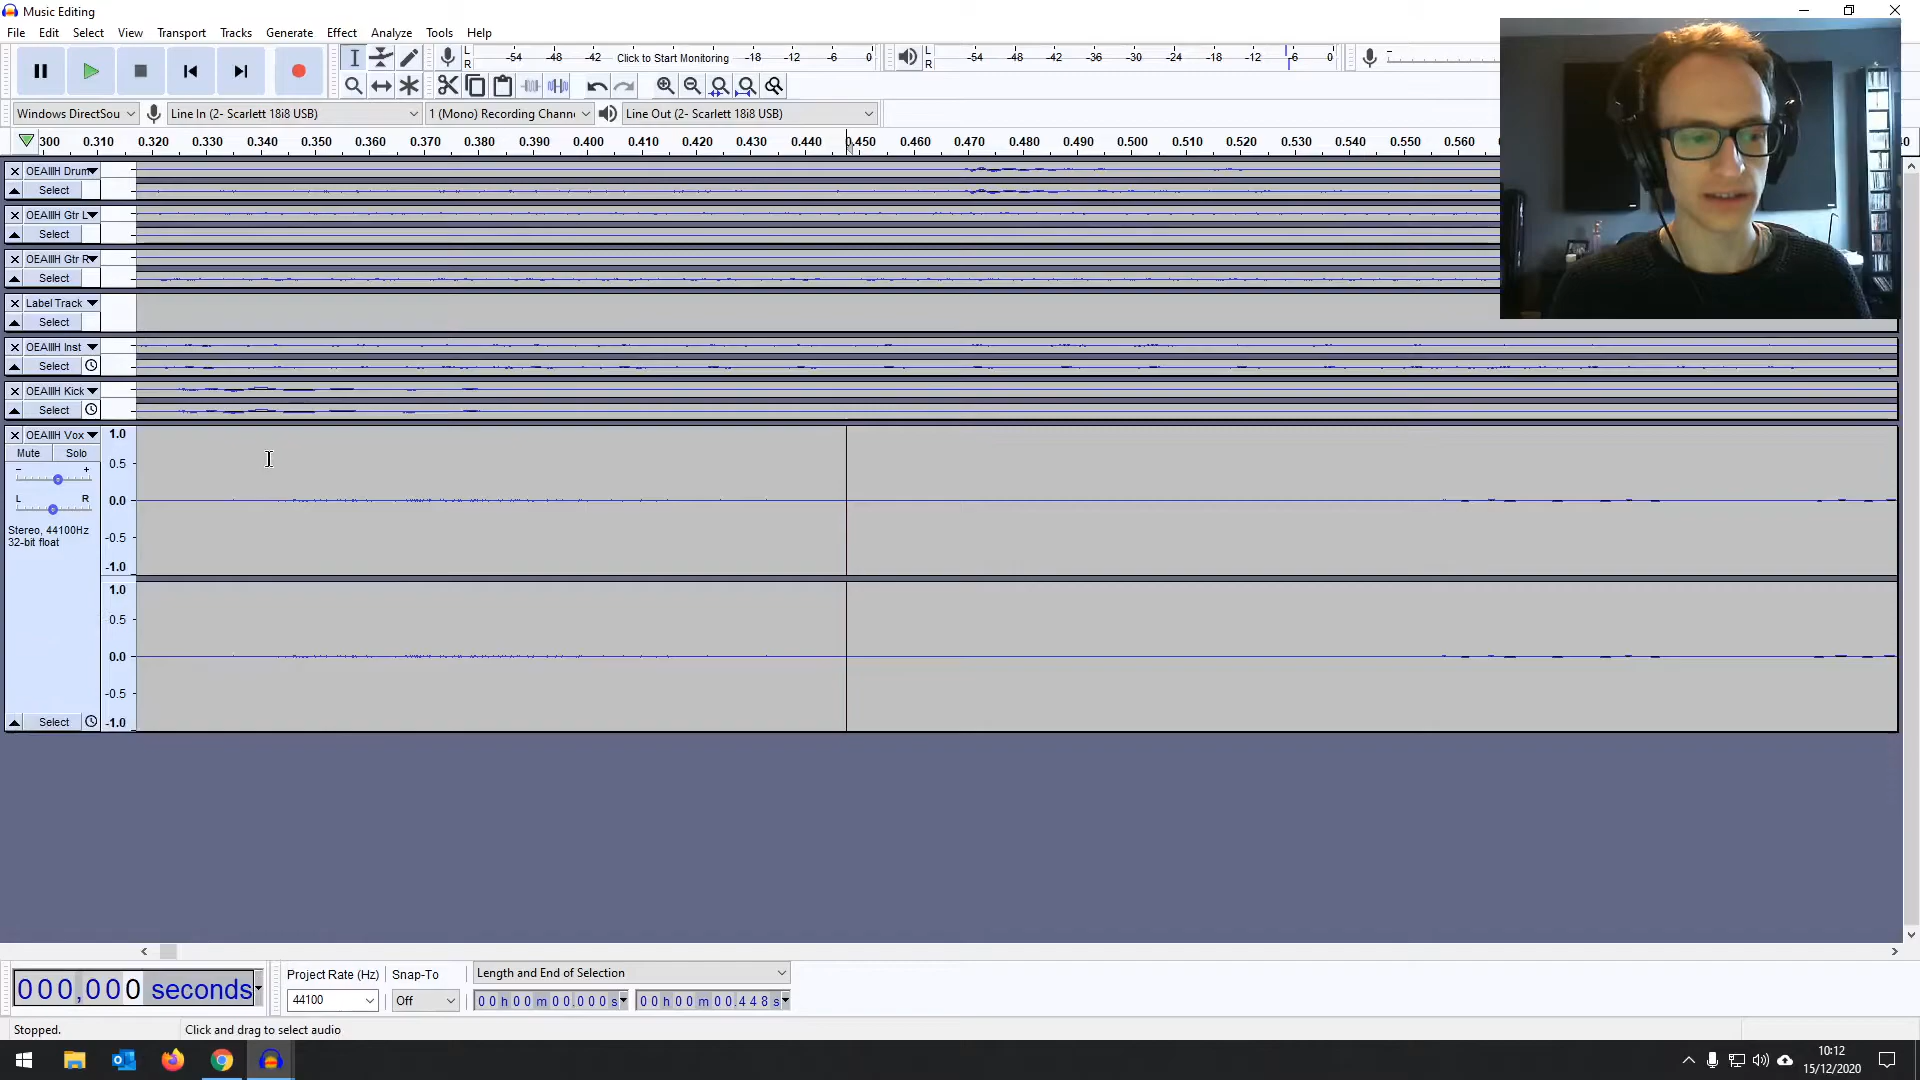 Music Editing
File Edit Select View Transport Tracks Generate Effect Analyze Tools Help
L R -54 -48 -42 Click to Start Monitoring -18 -12 -6 0
L R -54 -48 -42 -36 -30 -24 -18 -12 -6 0
Windows DirectSou Line In (2- Scarlett 18i8 USB) 1 (Mono) Recording Chann Line Out (2- Scarlett 18i8 USB)
300 0.310 0.320 0.330 0.340 0.350 0.360 0.370 0.380 0.390 0.400 0.410 0.420 0.430 0.440 0.450 0.460 0.470 0.480 0.490 0.500 0.510 0.520 0.530 0.540 0.550 0.560 40
OEAIIIH Drum
Select
OEAIIIH Gtr L
Select
OEAIIIH Gtr R
Select
Label Track
Select
OEAIIIH Inst
Select
OEAIIIH Kick
Select
OEAIIIH Vox 1.0
Mute Solo
- + 0.5
L R 0.0
Stereo, 44100Hz -0.5
32-bit float
-1.0
1.0
0.5
0.0
-0.5
Select -1.0
Project Rate (Hz) Snap-To Length and End of Selection
000,000 seconds 44100 Off 00h00m00.000s 00h00m00.448s
Stopped. Click and drag to select audio
10:12
15/12/2020